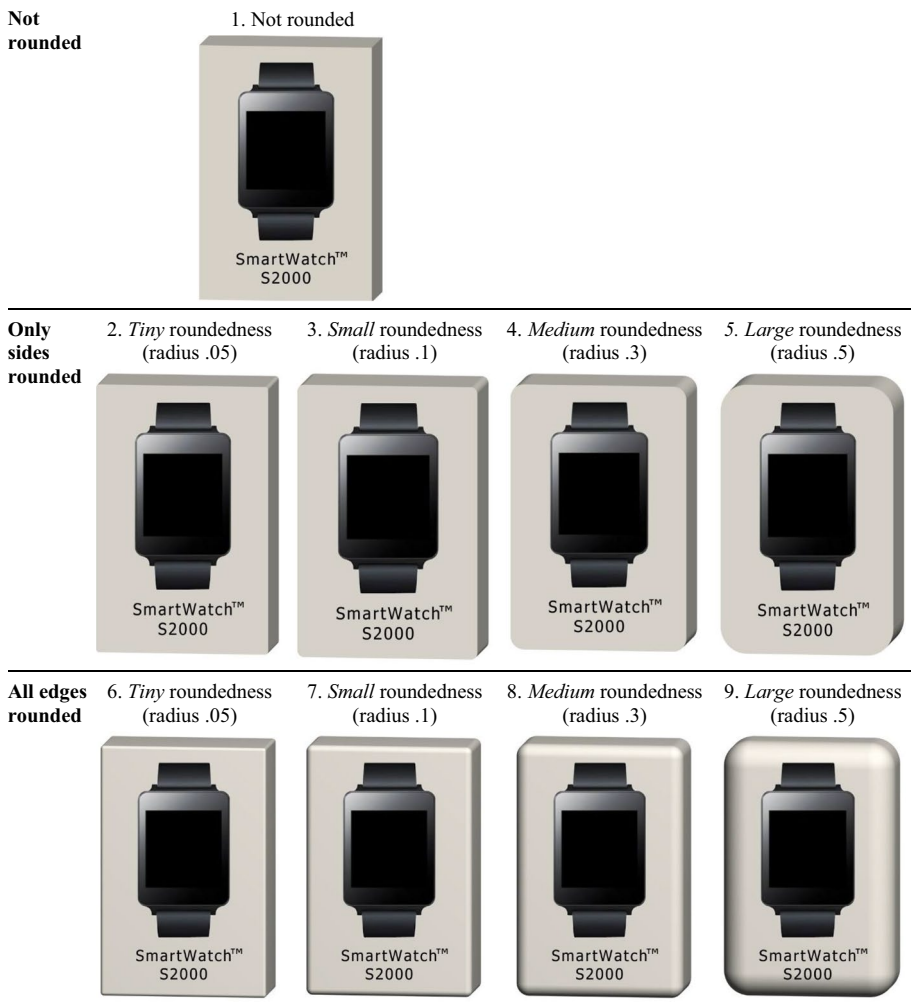 Not
rounded
1. Not rounded
SmartWatch™
S2000
Only
sides
rounded
2. Tiny roundedness
(radius .05)
3. Small roundedness
(radius .1)
4. Medium roundedness
(radius .3)
5. Large roundedness
(radius .5)
SmartWatch™
S2000
SmartWatch™
S2000
SmartWatch™
S2000
SmartWatch™
S2000
All edges
rounded
6. Tiny roundedness
(radius .05)
7. Small roundedness
(radius .1)
8. Medium roundedness
(radius .3)
9. Large roundedness
(radius .5)
SmartWatch™
S2000
SmartWatch™
S2000
SmartWatch™
S2000
SmartWatch™
S2000